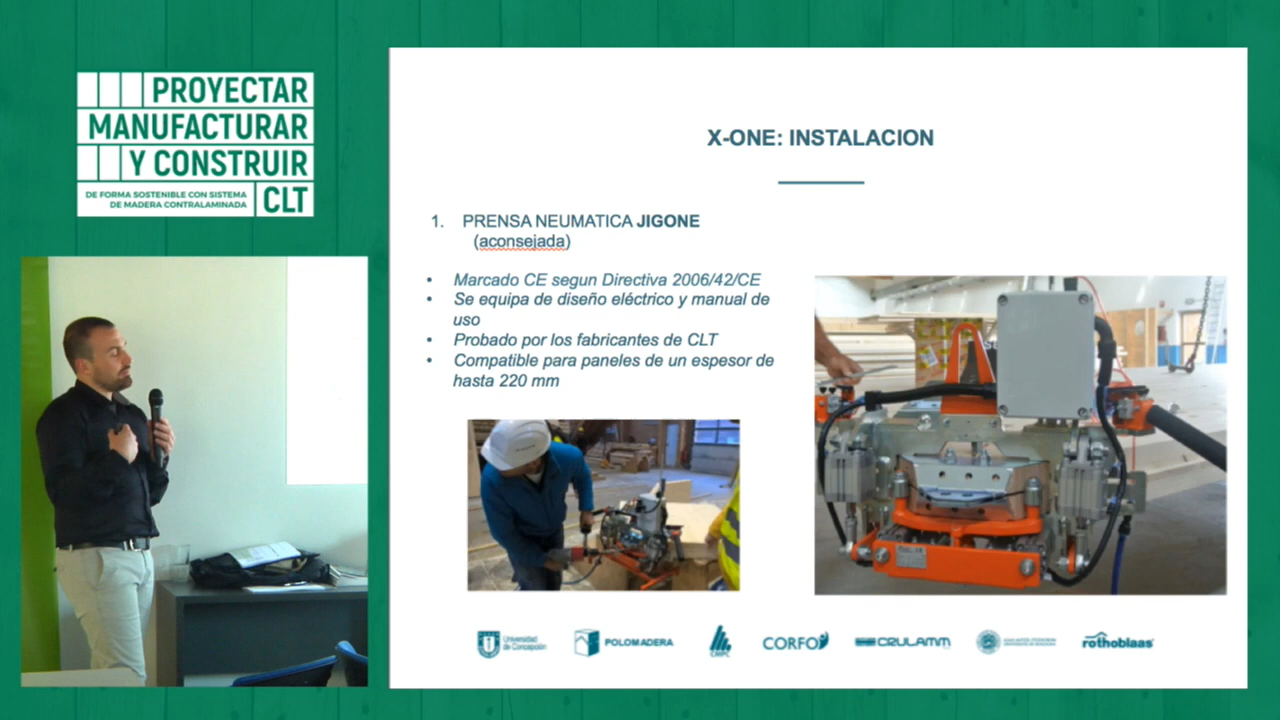 PROYECTAR
MANUFACTURAR
Y CONSTRUIR
DE FORMA SOSTENIBLE CON SISTEMA
DE MADERA CONTRALAMINADA
CLT
X-ONE: INSTALACION
1. PRENSA NEUMATICA JIGONE
(aconsejada)
• Marcado CE segun Directiva 2006/42/CE
• Se equipa de diseño eléctrico y manual de
uso
• Probado por los fabricantes de CLT
• Compatible para paneles de un espesor de
hasta 220 mm
Universidad
de Concepción
POLOMADERA
CMPC
CORFO
CRULAMM
rothoblaas